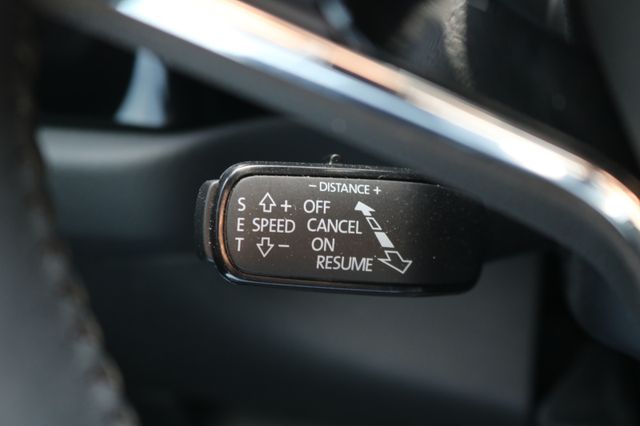 - DISTANCE +
S + OFF
E SPEED CANCEL
T - ON
RESUME